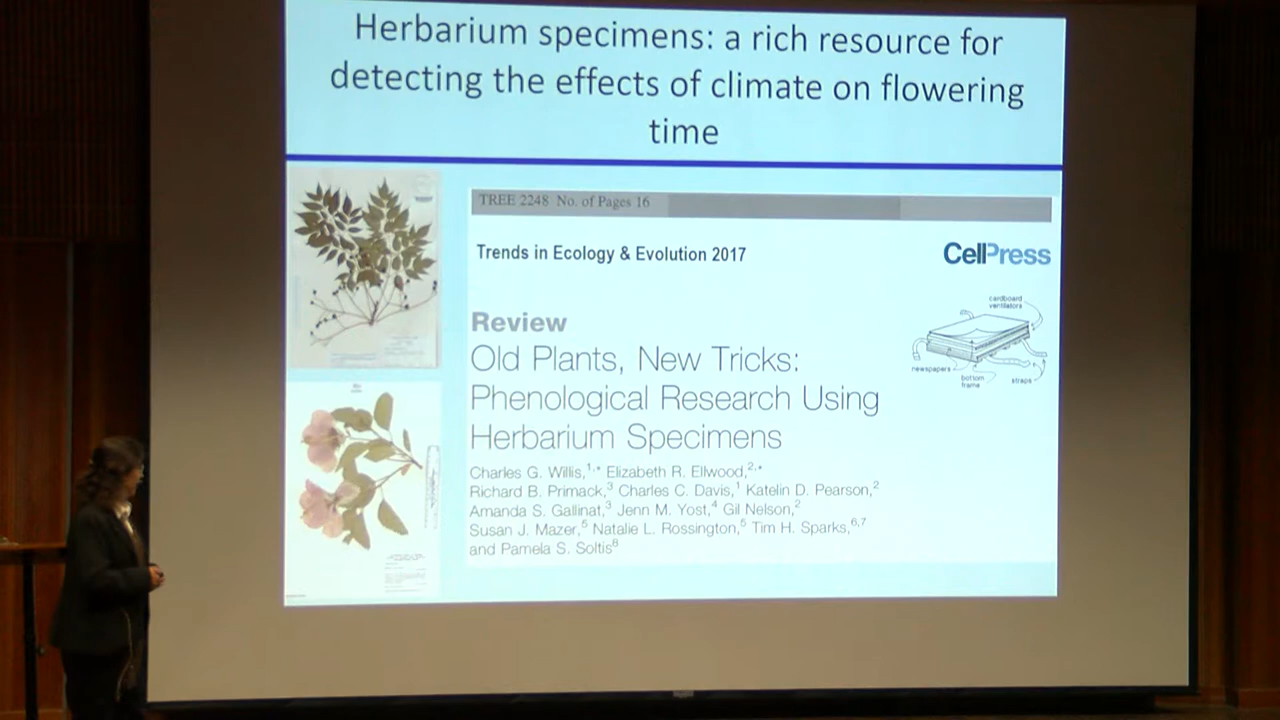 Herbarium specimens: a rich resource for
detecting the effects of climate on flowering
time
TREE 2248 No. of Pages 16
Trends in Ecology & Evolution 2017
CellPress
cardboard
ventilators
newspapers
bottom
frame
straps
Review
Old Plants, New Tricks:
Phenological Research Using
Herbarium Specimens
Charles G. Willis,1,* Elizabeth R. Ellwood,2,*
Richard B. Primack,3 Charles C. Davis,1 Katelin D. Pearson,2
Amanda S. Gallinat,3 Jenn M. Yost,4 Gil Nelson,2
Susan J. Mazer,5 Natalie L. Rossington,5 Tim H. Sparks,6,7
and Pamela S. Soltis8